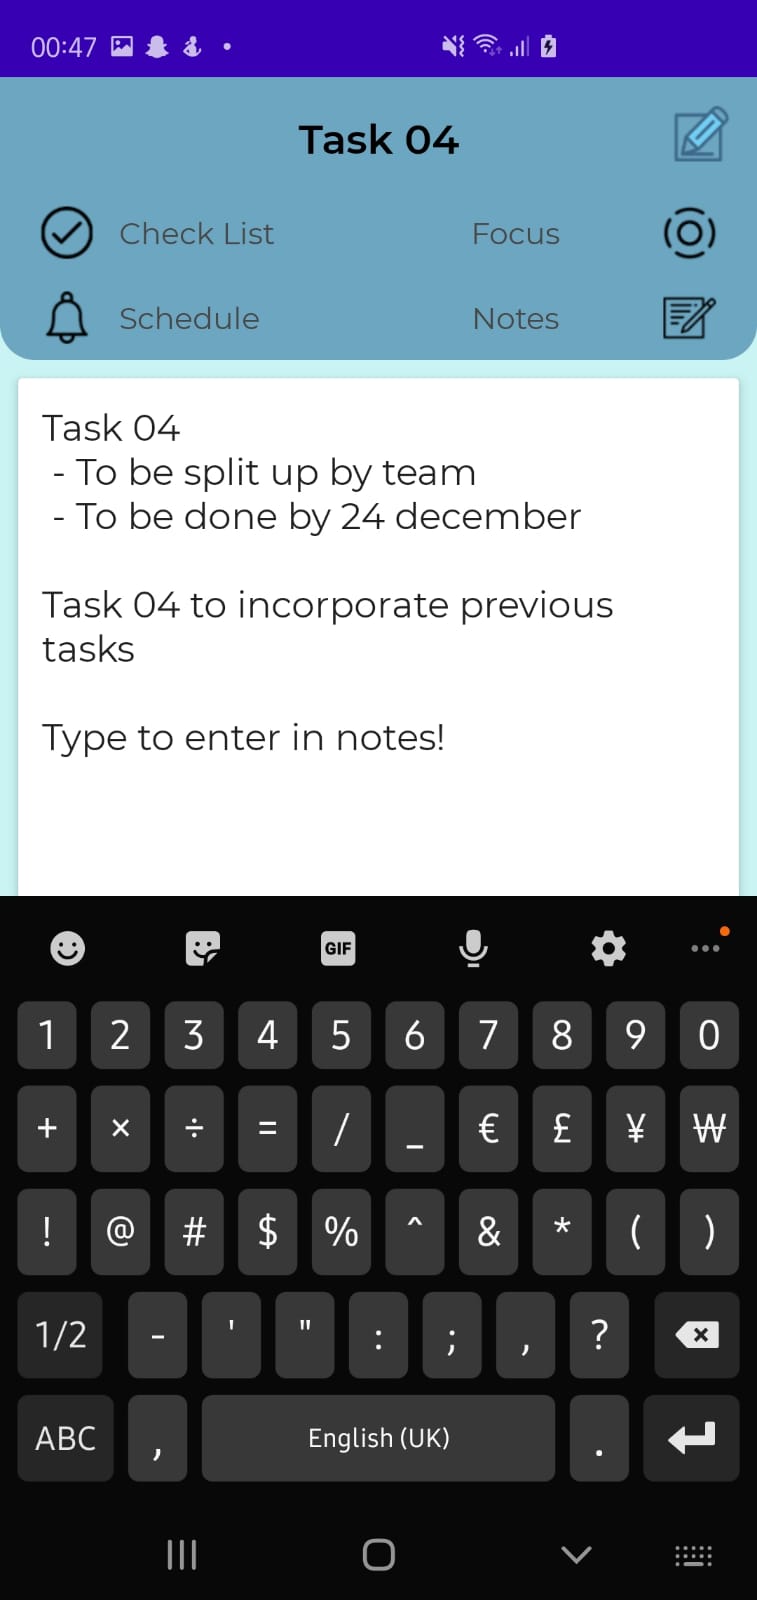 00:47
Task 04
Check List
Focus
Schedule
Notes
Task 04
- To be split up by team
- To be done by 24 december
Task 04 to incorporate previous
tasks
Type to enter in notes!
GIF
1 2 3 4 5 6 7 8 9 0
+ × ÷ = / _ € £ ¥ ₩
! @ # $ % ^ & * ( )
1/2 - ' " : ; , ?
ABC , English (UK) .